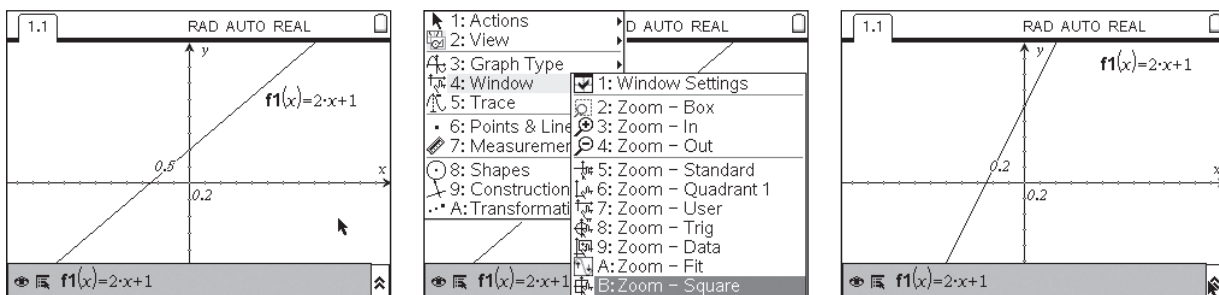 1.1 RAD AUTO REAL
y
f1(x)=2·x+1
0.5
x
0.2
f1(x)=2·x+1
1: Actions
D AUTO REAL
2: View
3: Graph Type
4: Window
1: Window Settings
5: Trace
2: Zoom – Box
6: Points & Line
3: Zoom – In
7: Measuremer
4: Zoom – Out
8: Shapes
5: Zoom – Standard
9: Construction
6: Zoom – Quadrant 1
A: Transformati
7: Zoom – User
8: Zoom – Trig
9: Zoom – Data
A: Zoom – Fit
f1(x)=2·x+1
B: Zoom – Square
1.1 RAD AUTO REAL
y
f1(x)=2·x+1
0.2
x
0.2
f1(x)=2·x+1